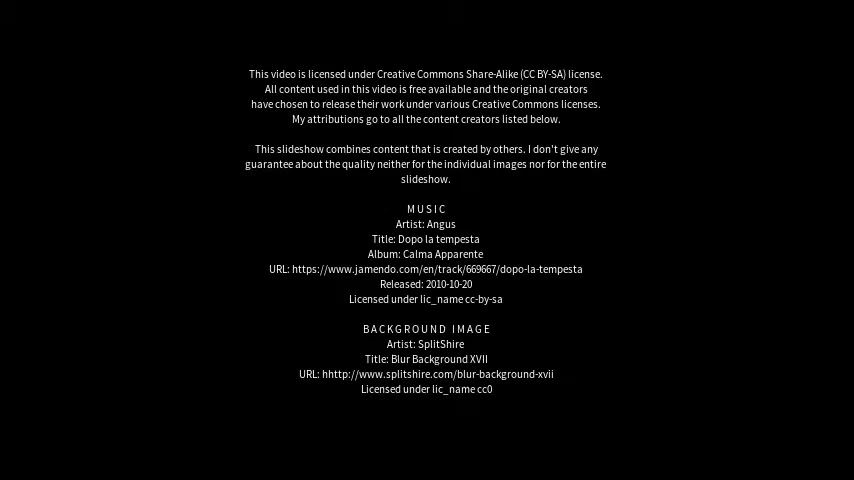 This video is licensed under Creative Commons Share-Alike (CC BY-SA) license.
All content used in this video is free available and the original creators
have chosen to release their work under various Creative Commons licenses.
My attributions go to all the content creators listed below.
This slideshow combines content that is created by others. I don't give any
guarantee about the quality neither for the individual images nor for the entire
slideshow.
MUSIC
Artist: Angus
Title: Dopo la tempesta
Album: Calma Apparente
URL: https://www.jamendo.com/en/track/669667/dopo-la-tempesta
Released: 2010-10-20
Licensed under lic_name cc-by-sa
BACKGROUND IMAGE
Artist: SplitShire
Title: Blur Background XVII
URL: hhttp://www.splitshire.com/blur-background-xvii
Licensed under lic_name cc0